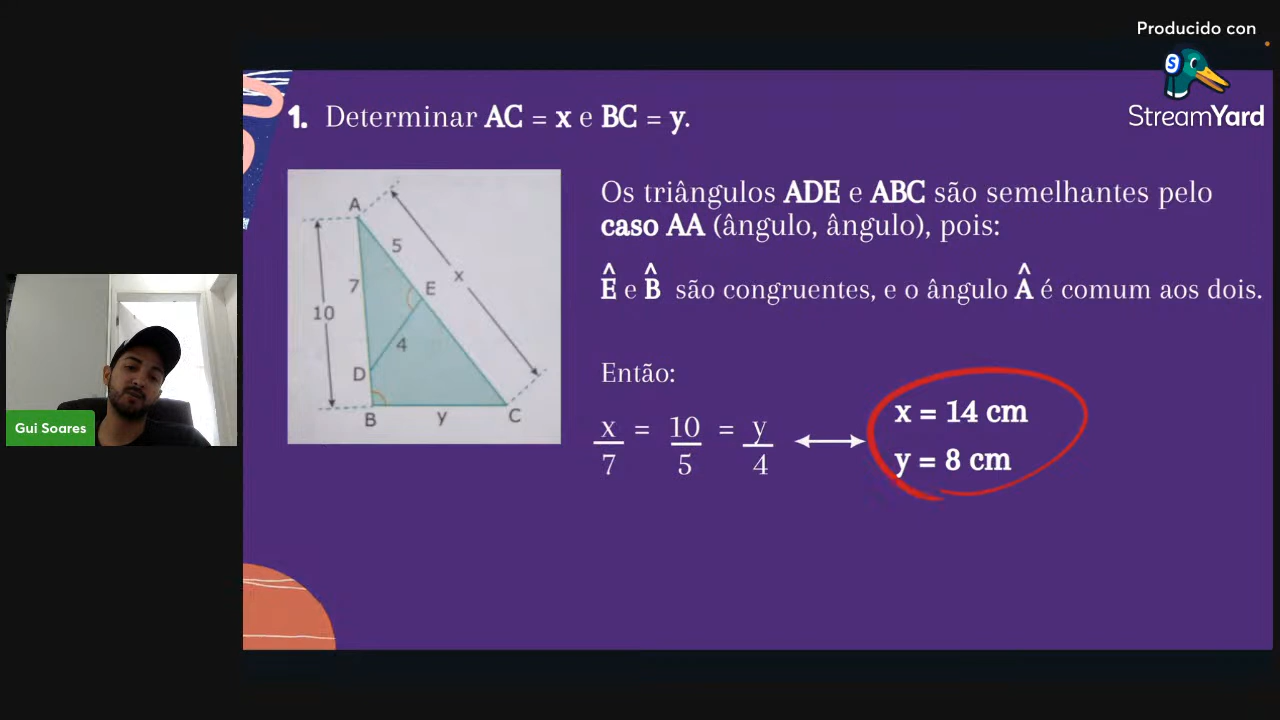 Producido con
S
StreamYard
1. Determinar AC = x e BC = y.
A
5
7
E
x
10
4
D
B
y
C
Os triângulos ADE e ABC são semelhantes pelo
caso AA (ângulo, ângulo), pois:
Ê e B̂ são congruentes, e o ângulo Â é comum aos dois.
Então:
x/7 = 10/5 = y/4
x = 14 cm
y = 8 cm
Gui Soares